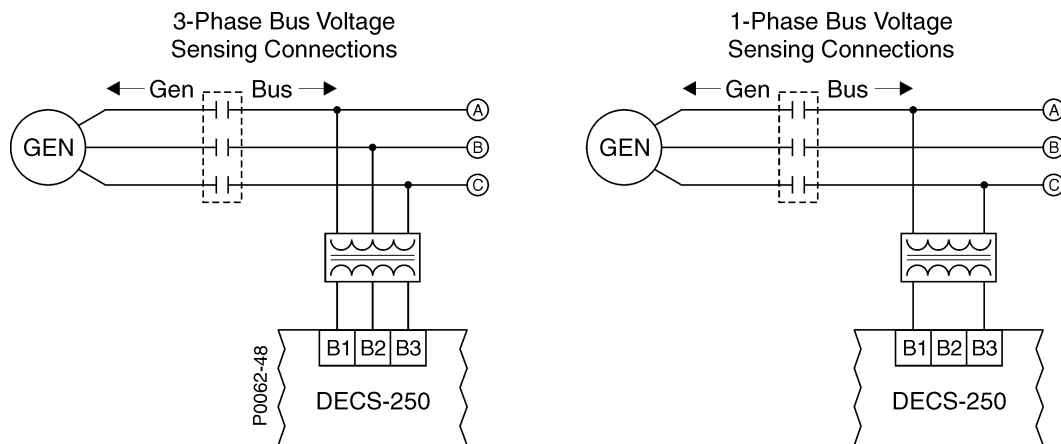 3-Phase Bus Voltage
Sensing Connections
Gen Bus
GEN
A
B
C
B1 B2 B3
DECS-250
P0062-48
1-Phase Bus Voltage
Sensing Connections
Gen Bus
GEN
A
B
C
B1 B2 B3
DECS-250